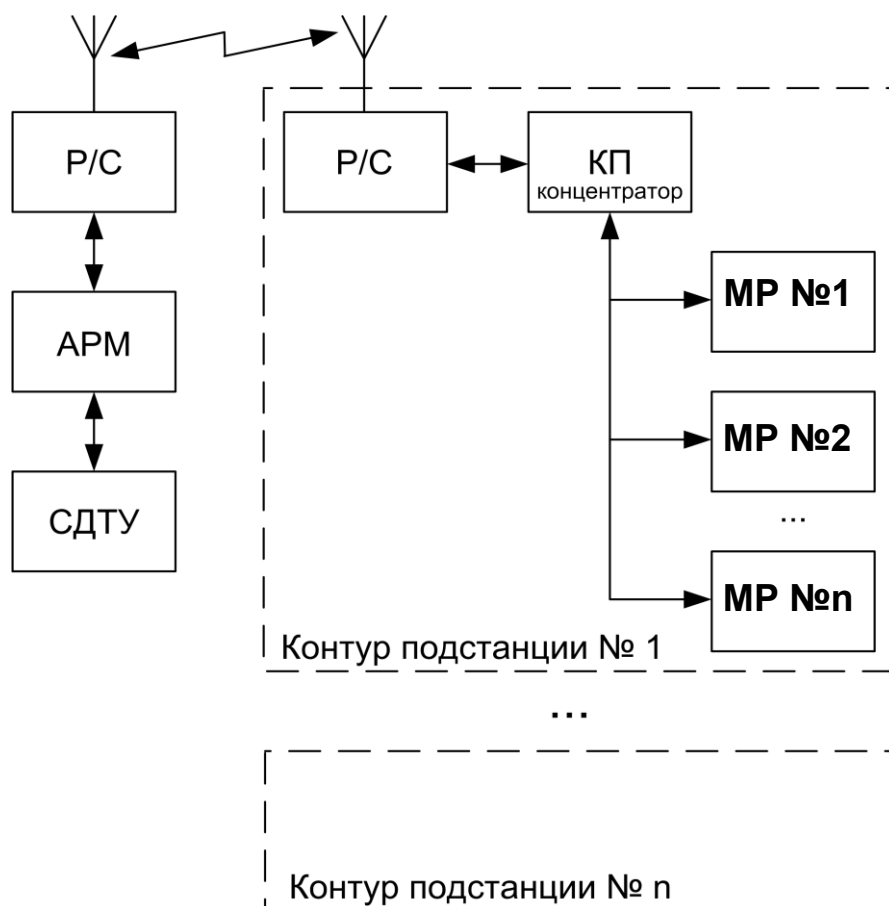 Р/С
АРМ
СДТУ
Р/С
КП
концентратор
МР №1
МР №2
...
МР №n
Контур подстанции № 1
...
Контур подстанции № n